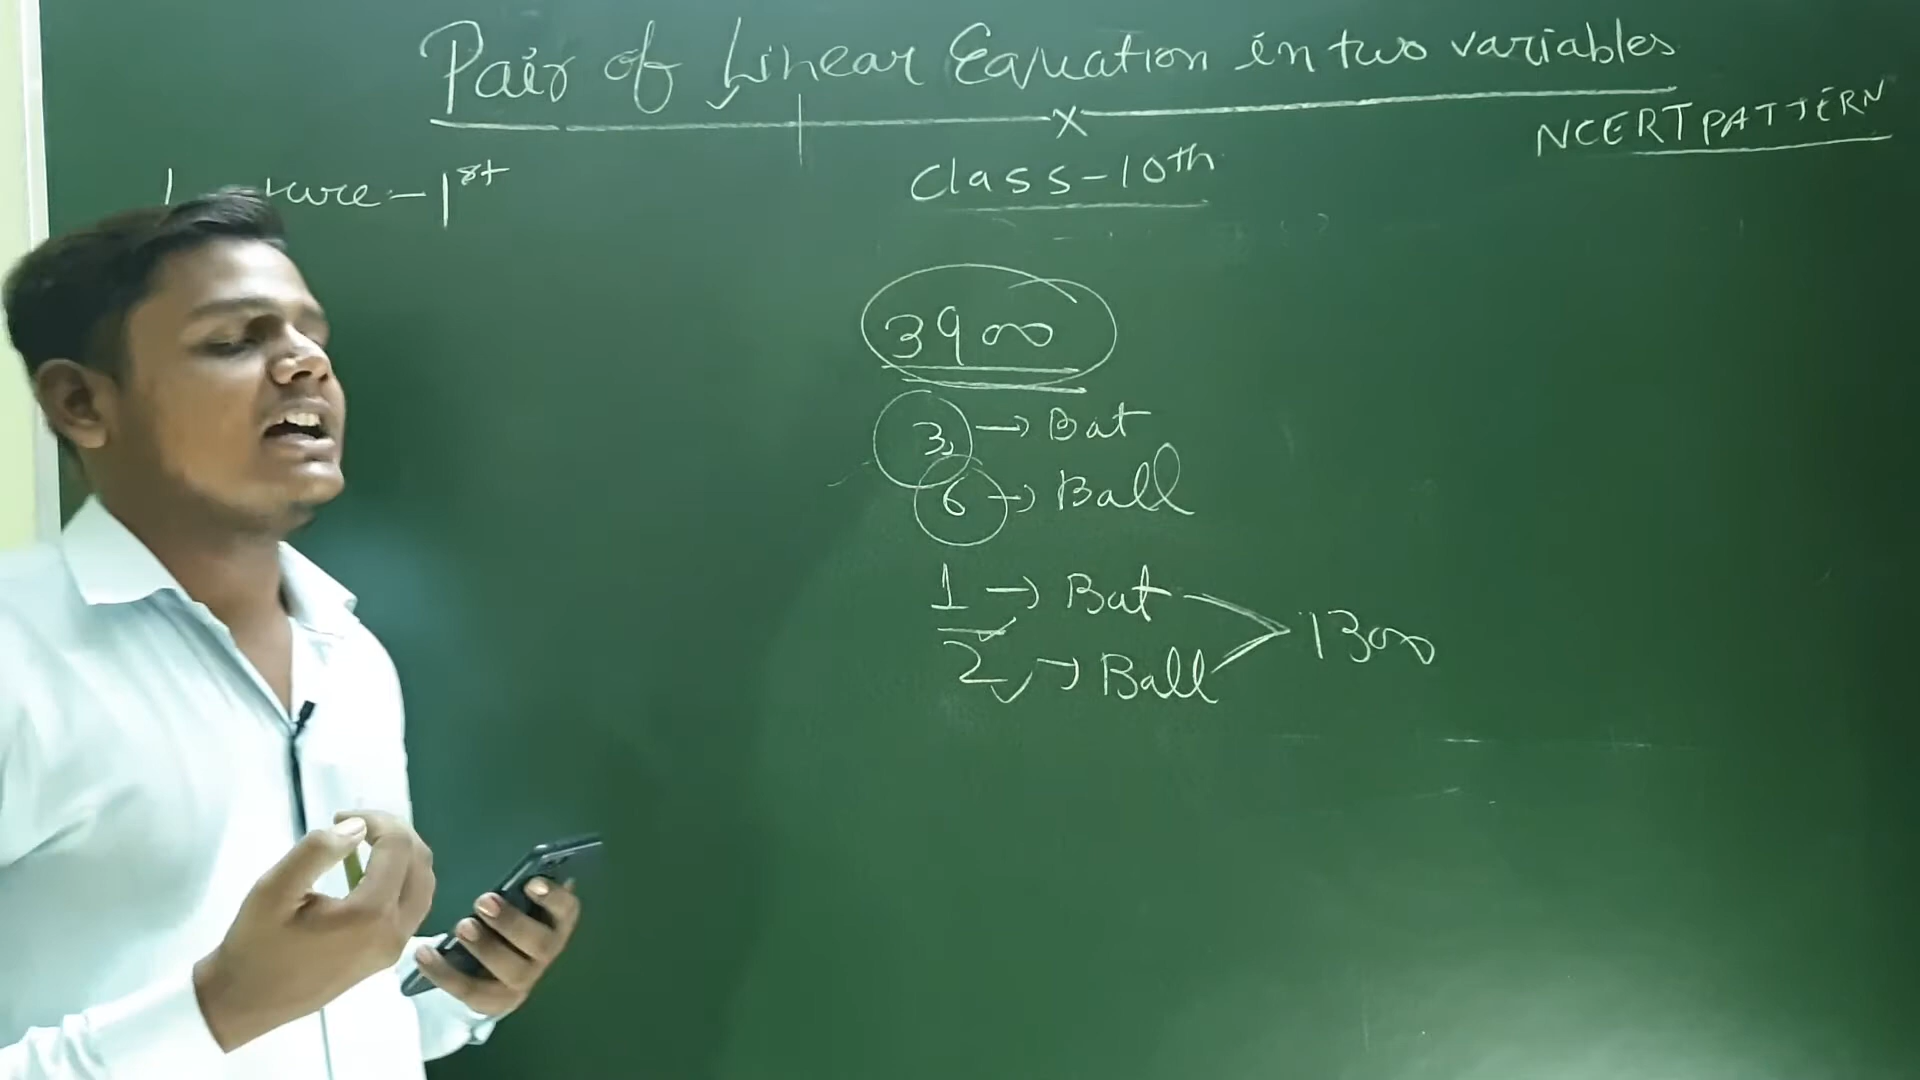 Pair of Linear Equation in two variables
x
NCERT PATTERN
Class-10th
-1st
3900
3, → Bat
6 → Ball
1 → Bat
2 → Ball
1300